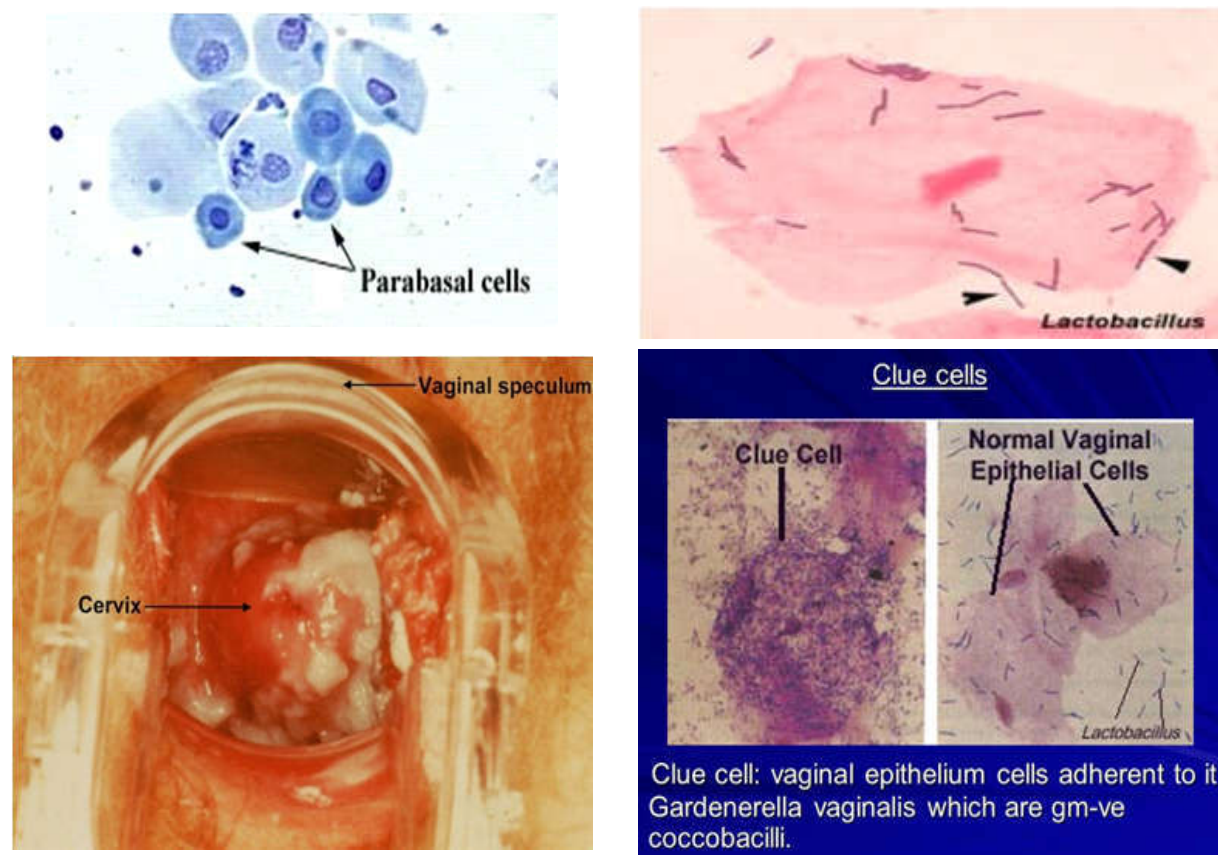 Parabasal cells
Lactobacillus
Vaginal speculum
Cervix
Clue cells
Clue Cell
Normal Vaginal
Epithelial Cells
Lactobacillus
Clue cell: vaginal epithelium cells adherent to it
Gardenerella vaginalis which are gm-ve
coccobacilli.